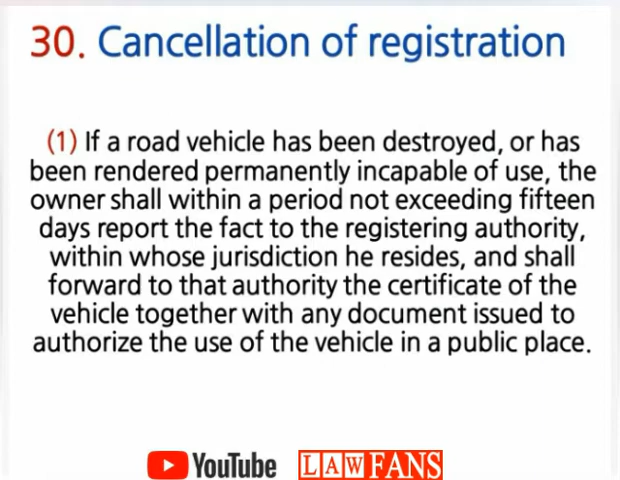 30. Cancellation of registration
(1) If a road vehicle has been destroyed, or has
been rendered permanently incapable of use, the
owner shall within a period not exceeding fifteen
days report the fact to the registering authority,
within whose jurisdiction he resides, and shall
forward to that authority the certificate of the
vehicle together with any document issued to
authorize the use of the vehicle in a public place.
YouTube LAWFANS